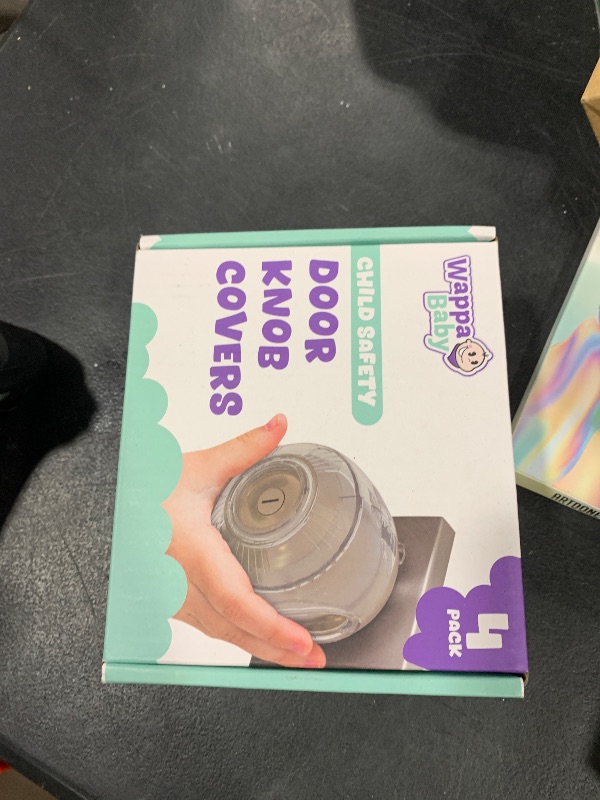 Wappa
Baby
CHILD SAFETY
DOOR
KNOB
COVERS
4
PACK